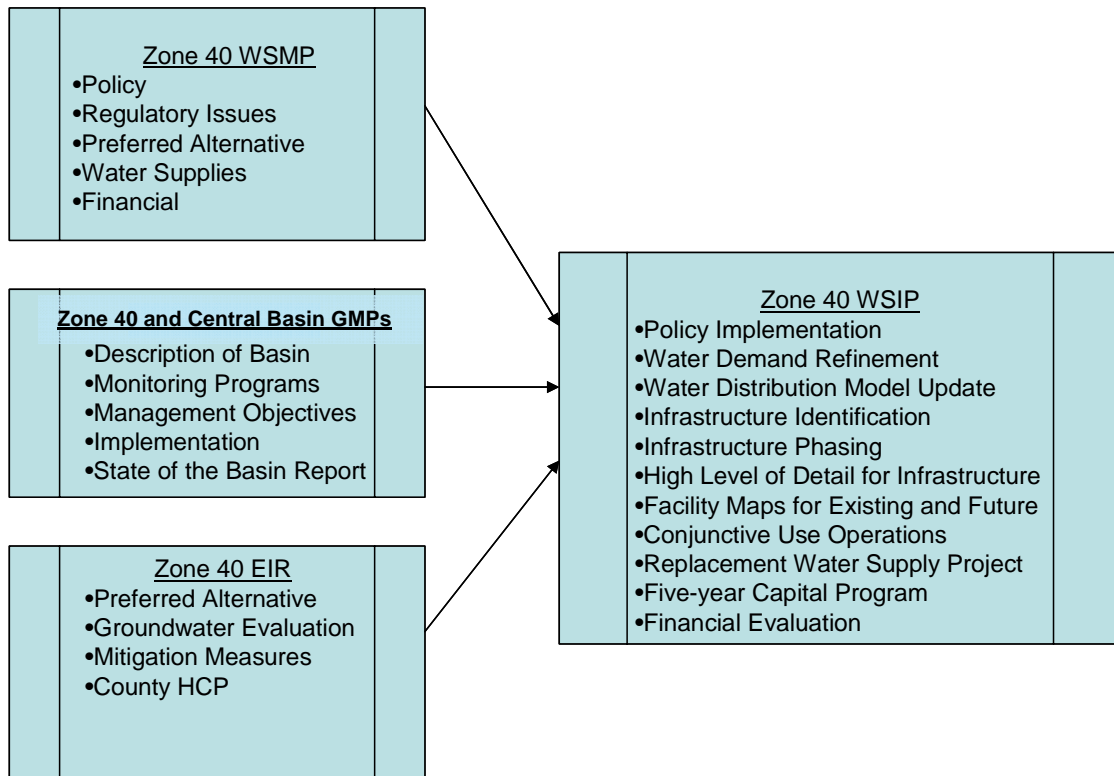 Zone 40 WSMP
•Policy
•Regulatory Issues
•Preferred Alternative
•Water Supplies
•Financial
Zone 40 and Central Basin GMPs
•Description of Basin
•Monitoring Programs
•Management Objectives
•Implementation
•State of the Basin Report
Zone 40 EIR
•Preferred Alternative
•Groundwater Evaluation
•Mitigation Measures
•County HCP
Zone 40 WSIP
•Policy Implementation
•Water Demand Refinement
•Water Distribution Model Update
•Infrastructure Identification
•Infrastructure Phasing
•High Level of Detail for Infrastructure
•Facility Maps for Existing and Future
•Conjunctive Use Operations
•Replacement Water Supply Project
•Five-year Capital Program
•Financial Evaluation